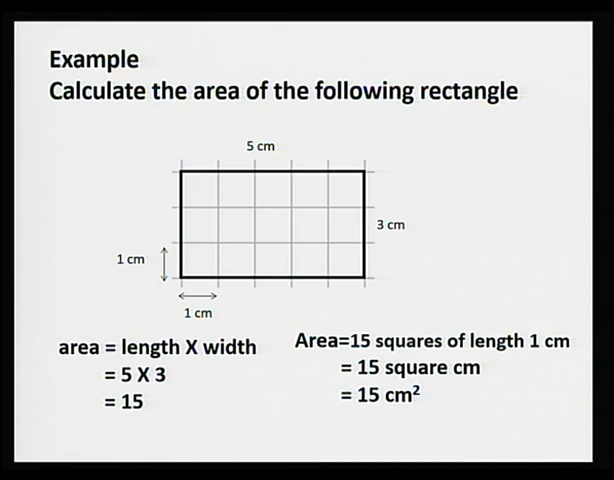 Example
Calculate the area of the following rectangle
5 cm
3 cm
1 cm
1 cm
area = length X width
= 5 X 3
= 15
Area=15 squares of length 1 cm
= 15 square cm
= 15 cm²